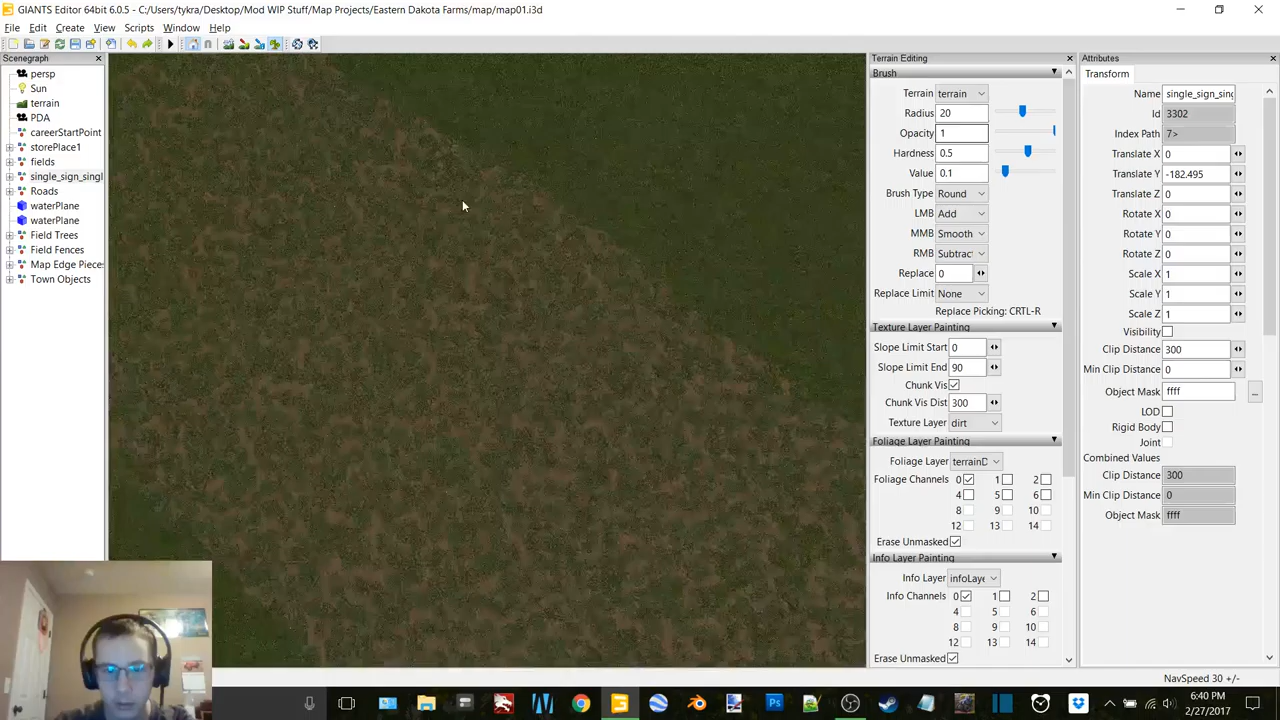 GIANTS Editor 64bit 6.0.5 - C:/Users/tykra/Desktop/Mod WIP Stuff/Map Projects/Eastern Dakota Farms/map/map01.i3d
File Edit Create View Scripts Window Help
Scenegraph
persp
Sun
terrain
PDA
careerStartPoint
storePlace1
fields
single_sign_singl
Roads
waterPlane
waterPlane
Field Trees
Field Fences
Map Edge Pieces
Town Objects
Terrain Editing
Brush
Terrain terrain
Radius 20
Opacity 1
Hardness 0.5
Value 0.1
Brush Type Round
LMB Add
MMB Smooth
RMB Subtrac
Replace 0
Replace Limit None
Replace Picking: CRTL-R
Texture Layer Painting
Slope Limit Start 0
Slope Limit End 90
Chunk Vis
Chunk Vis Dist 300
Texture Layer dirt
Foliage Layer Painting
Foliage Layer terrainD
Foliage Channels 0 1 2
4 5 6
8 9 10
12 13 14
Erase Unmasked
Info Layer Painting
Info Layer infoLaye
Info Channels 0 1 2
4 5 6
8 9 10
12 13 14
Erase Unmasked
Attributes
Transform
Name single_sign_sing
Id 3302
Index Path 7>
Translate X 0
Translate Y -182.495
Translate Z 0
Rotate X 0
Rotate Y 0
Rotate Z 0
Scale X 1
Scale Y 1
Scale Z 1
Visibility
Clip Distance 300
Min Clip Distance 0
Object Mask ffff ...
LOD
Rigid Body
Joint
Combined Values
Clip Distance 300
Min Clip Distance 0
Object Mask ffff
NavSpeed 30 +/-
6:40 PM
2/27/2017